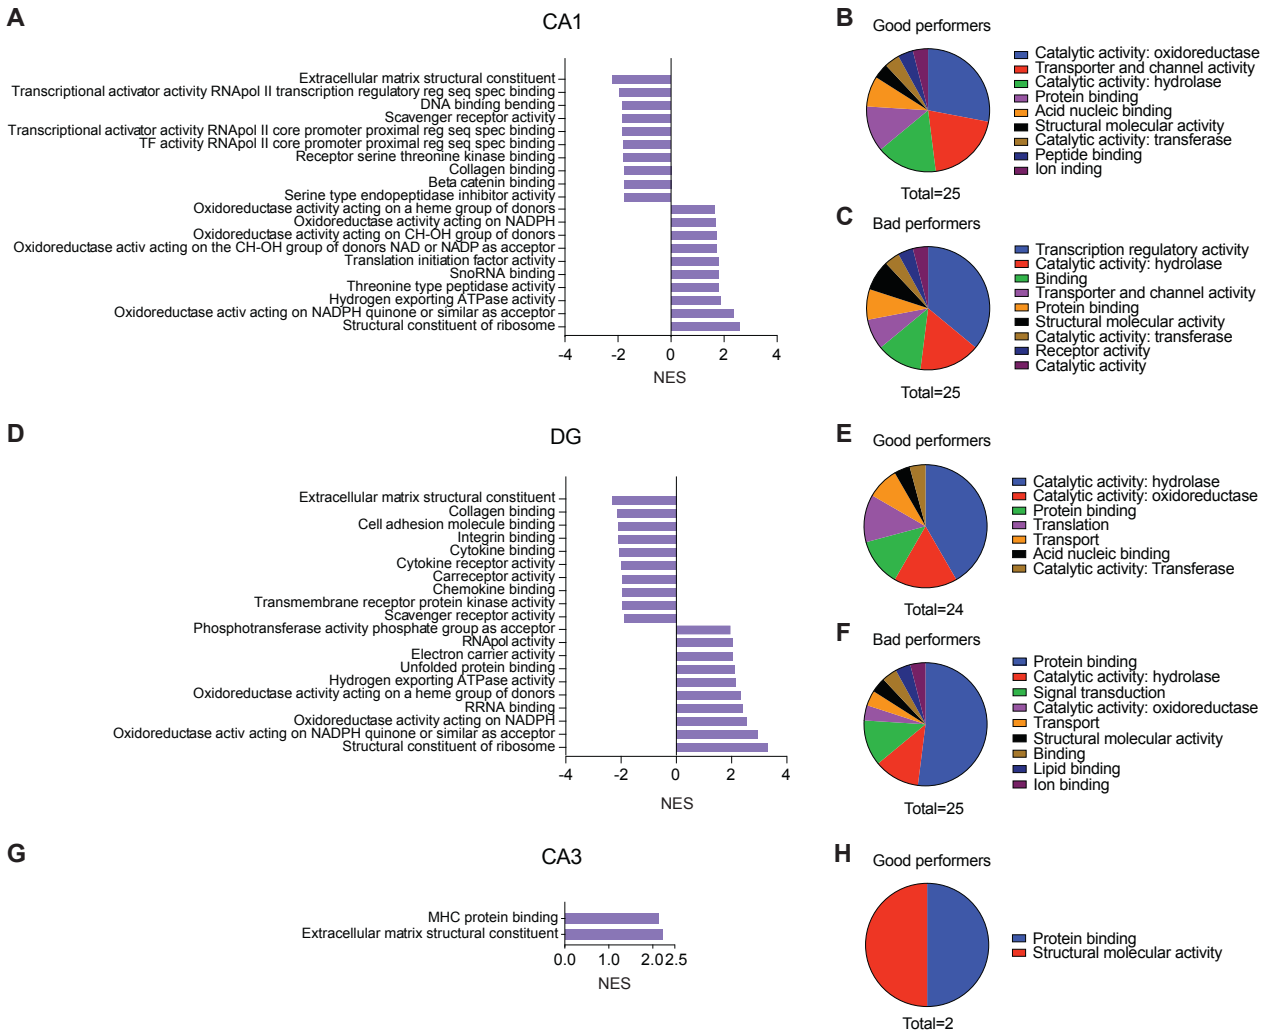 A
CA1
Extracellular matrix structural constituent
Transcriptional activator activity RNApol II transcription regulatory reg seq spec binding
DNA binding bending
Scavenger receptor activity
Transcriptional activator activity RNApol II core promoter proximal reg seq spec binding
TF activity RNApol II core promoter proximal reg seq spec binding
Receptor serine threonine kinase binding
Collagen binding
Beta catenin binding
Serine type endopeptidase inhibitor activity
Oxidoreductase activity acting on a heme group of donors
Oxidoreductase activity acting on NADPH
Oxidoreductase activity acting on CH-OH group of donors
Oxidoreductase activ acting on the CH-OH group of donors NAD or NADP as acceptor
Translation initiation factor activity
SnoRNA binding
Threonine type peptidase activity
Hydrogen exporting ATPase activity
Oxidoreductase activ acting on NADPH quinone or similar as acceptor
Structural constituent of ribosome
-4 -2 0 2 4
NES
B
Good performers
Catalytic activity: oxidoreductase
Transporter and channel activity
Catalytic activity: hydrolase
Protein binding
Acid nucleic binding
Structural molecular activity
Catalytic activity: transferase
Peptide binding
Ion inding
Total=25
C
Bad performers
Transcription regulatory activity
Catalytic activity: hydrolase
Binding
Transporter and channel activity
Protein binding
Structural molecular activity
Catalytic activity: transferase
Receptor activity
Catalytic activity
Total=25
D
DG
Extracellular matrix structural constituent
Collagen binding
Cell adhesion molecule binding
Integrin binding
Cytokine binding
Cytokine receptor activity
Carreceptor activity
Chemokine binding
Transmembrane receptor protein kinase activity
Scavenger receptor activity
Phosphotransferase activity phosphate group as acceptor
RNApol activity
Electron carrier activity
Unfolded protein binding
Hydrogen exporting ATPase activity
Oxidoreductase activity acting on a heme group of donors
RRNA binding
Oxidoreductase activity acting on NADPH
Oxidoreductase activ acting on NADPH quinone or similar as acceptor
Structural constituent of ribosome
-4 -2 0 2 4
NES
E
Good performers
Catalytic activity: hydrolase
Catalytic activity: oxidoreductase
Protein binding
Translation
Transport
Acid nucleic binding
Catalytic activity: Transferase
Total=24
F
Bad performers
Protein binding
Catalytic activity: hydrolase
Signal transduction
Catalytic activity: oxidoreductase
Transport
Structural molecular activity
Binding
Lipid binding
Ion binding
Total=25
G
CA3
MHC protein binding
Extracellular matrix structural constituent
0.0 1.0 2.0 2.5
NES
H
Good performers
Protein binding
Structural molecular activity
Total=2